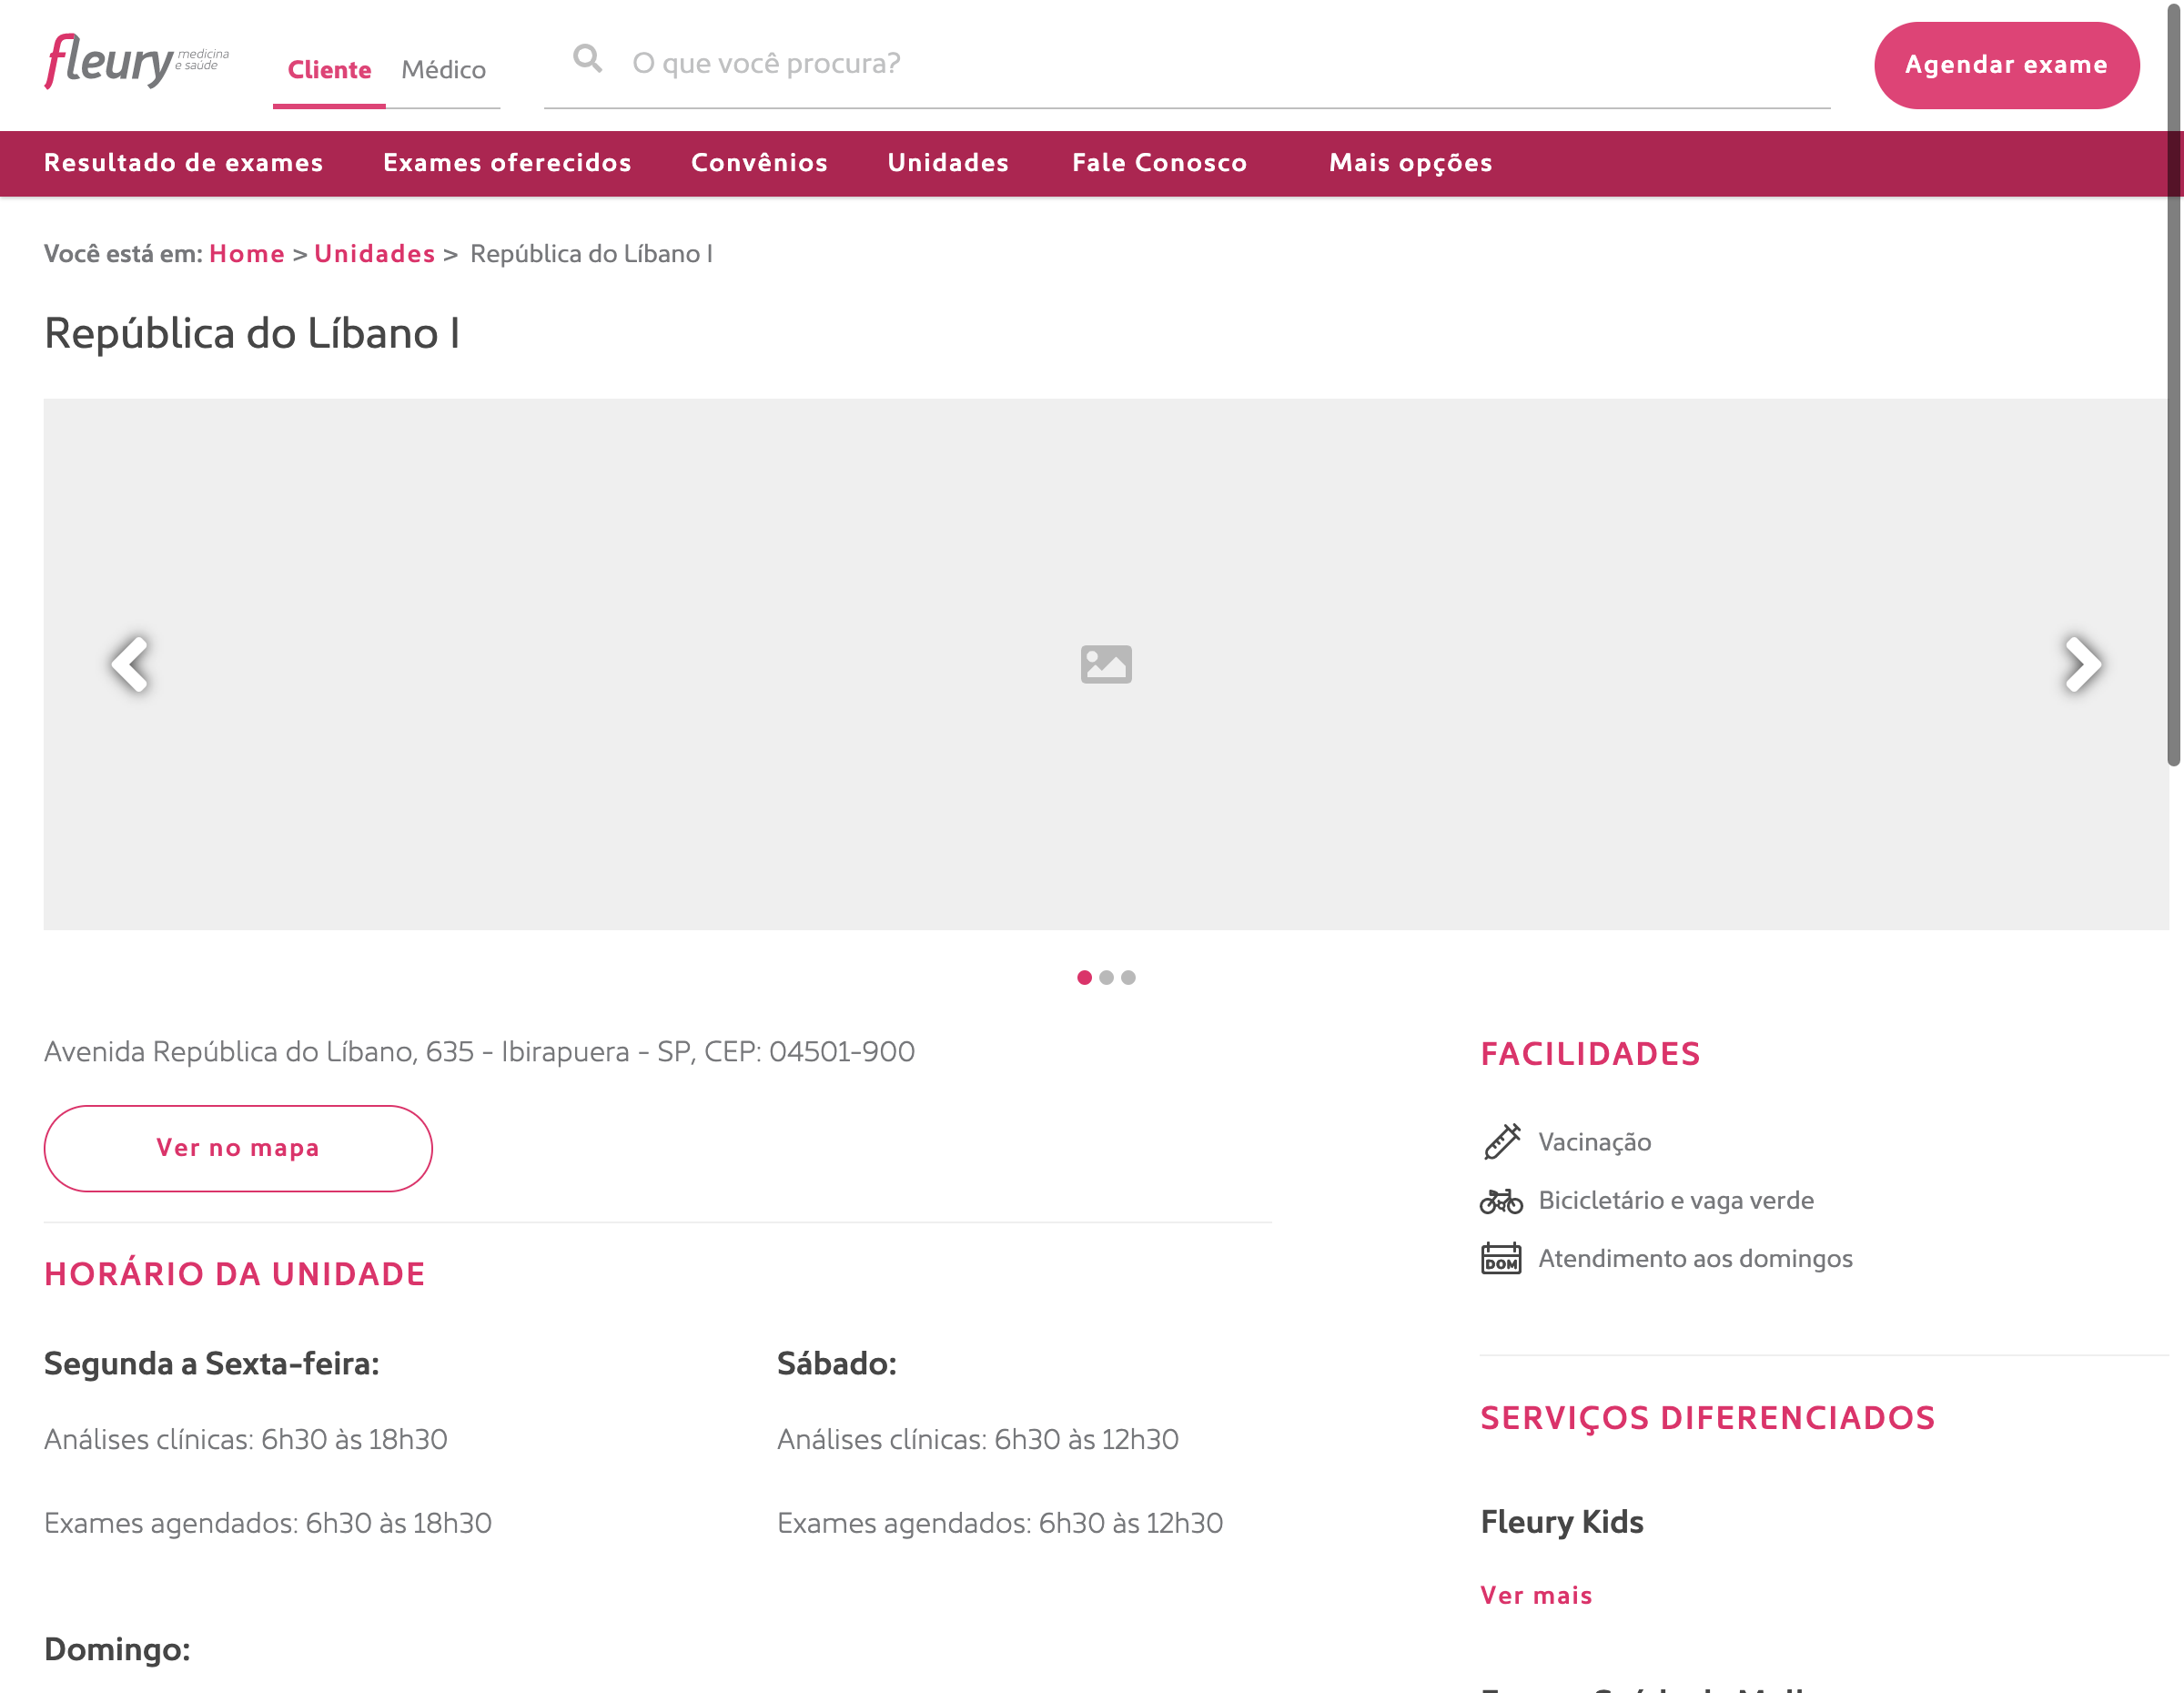 fleury medicina
e saúde
Cliente Médico
O que você procura?
Agendar exame
Resultado de exames Exames oferecidos Convênios Unidades Fale Conosco Mais opções
Você está em: Home > Unidades > República do Líbano I
República do Líbano I
Avenida República do Líbano, 635 - Ibirapuera - SP, CEP: 04501-900
Ver no mapa
HORÁRIO DA UNIDADE
Segunda a Sexta-feira:
Análises clínicas: 6h30 às 18h30
Exames agendados: 6h30 às 18h30
Sábado:
Análises clínicas: 6h30 às 12h30
Exames agendados: 6h30 às 12h30
Domingo:
FACILIDADES
Vacinação
Bicicletário e vaga verde
DOM Atendimento aos domingos
SERVIÇOS DIFERENCIADOS
Fleury Kids
Ver mais